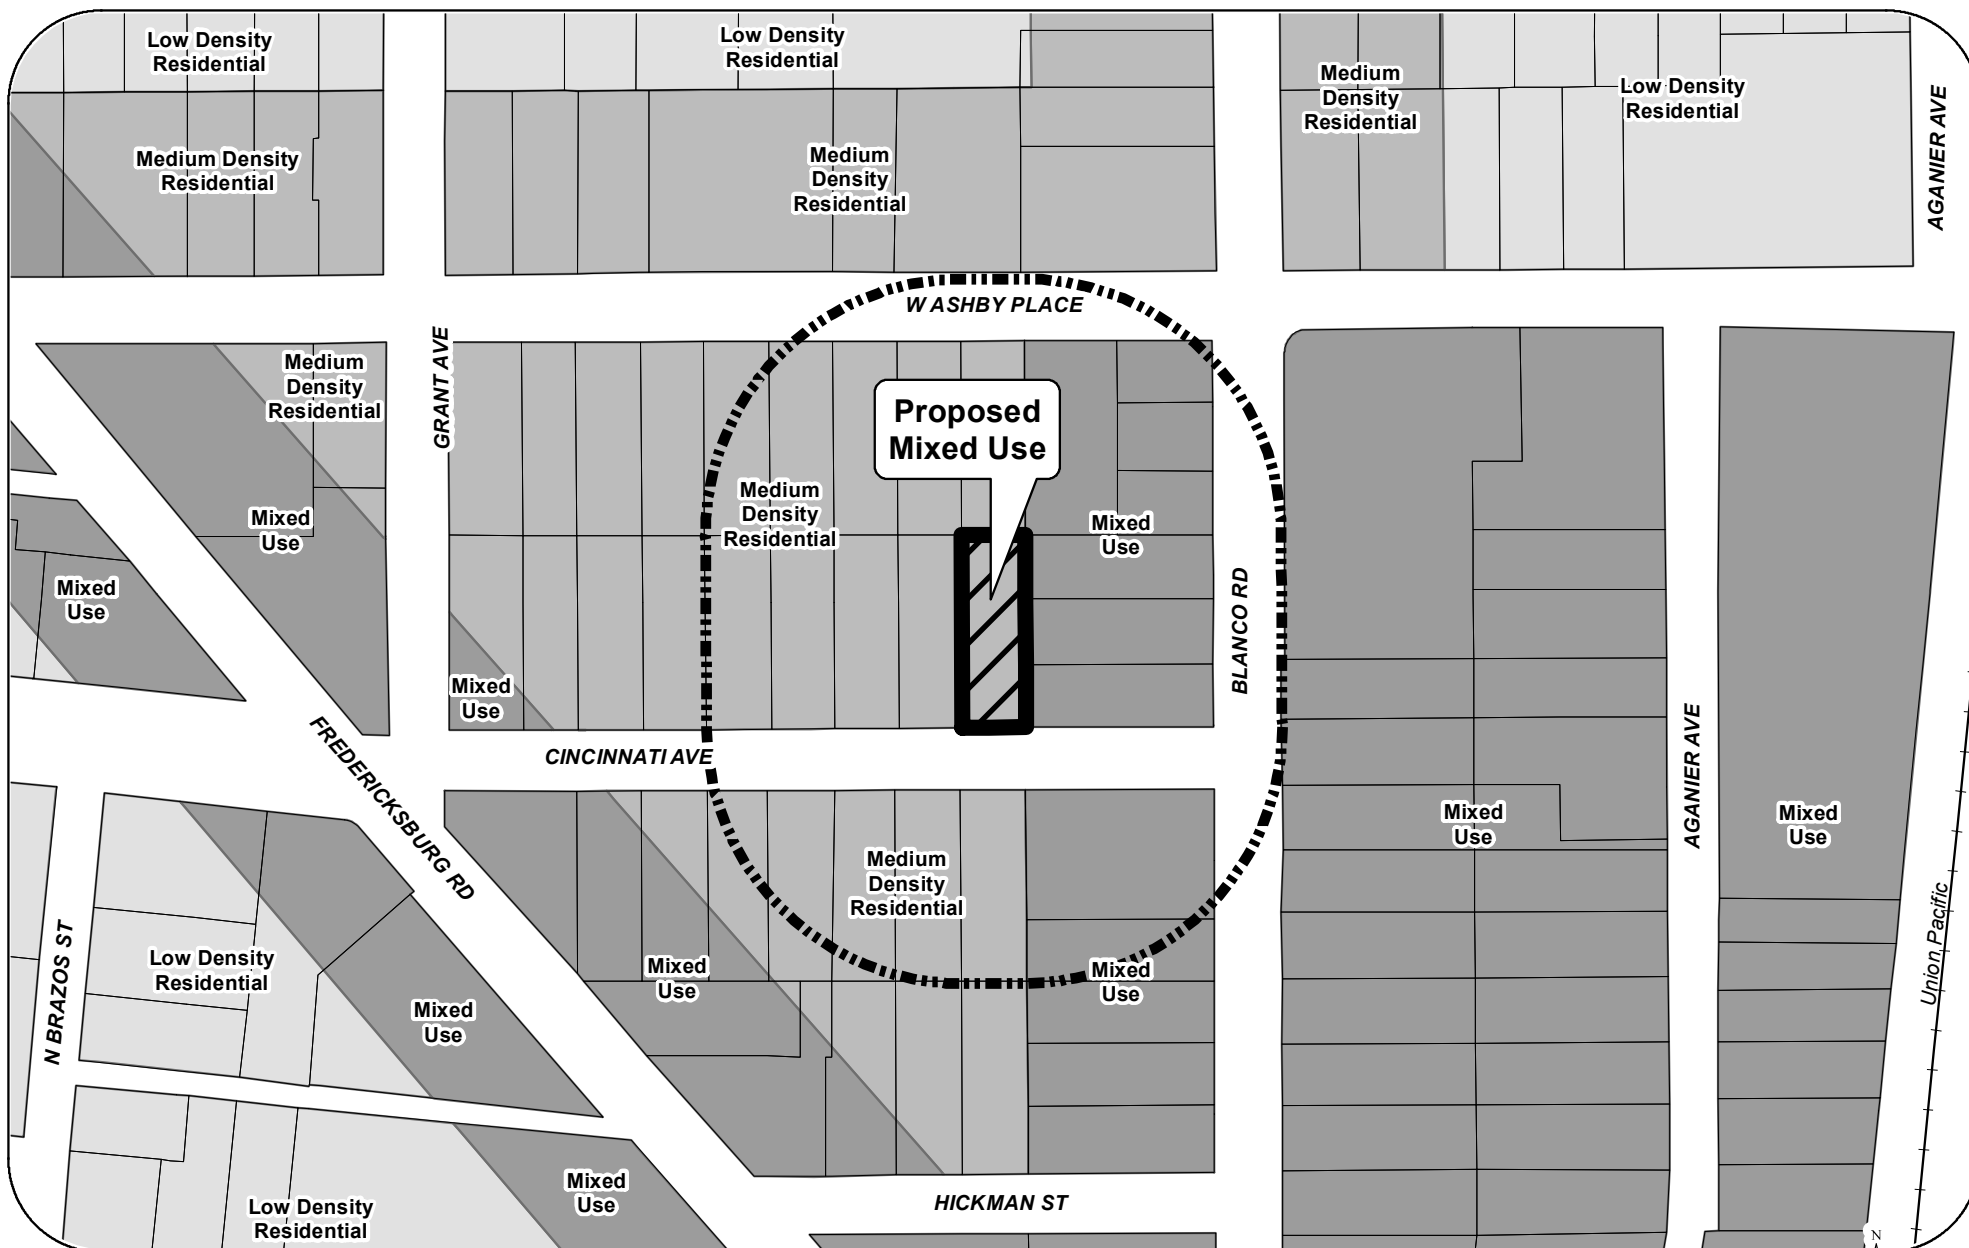 Low Density
Residential
Low Density
Residential
Medium
Density
Residential
Low Density
Residential
AGANIER AVE
Medium Density
Residential
Medium
Density
Residential
W ASHBY PLACE
GRANT AVE
Medium
Density
Residential
Proposed
Mixed Use
Medium
Density
Residential
Mixed
Use
Mixed
Use
Mixed
Use
BLANCO RD
Mixed
Use
FREDERICKSBURG RD
CINCINNATI AVE
AGANIER AVE
Mixed
Use
Mixed
Use
Medium
Density
Residential
Union Pacific
N BRAZOS ST
Low Density
Residential
Mixed
Use
Mixed
Use
Mixed
Use
Mixed
Use
HICKMAN ST
Low Density
Residential
N